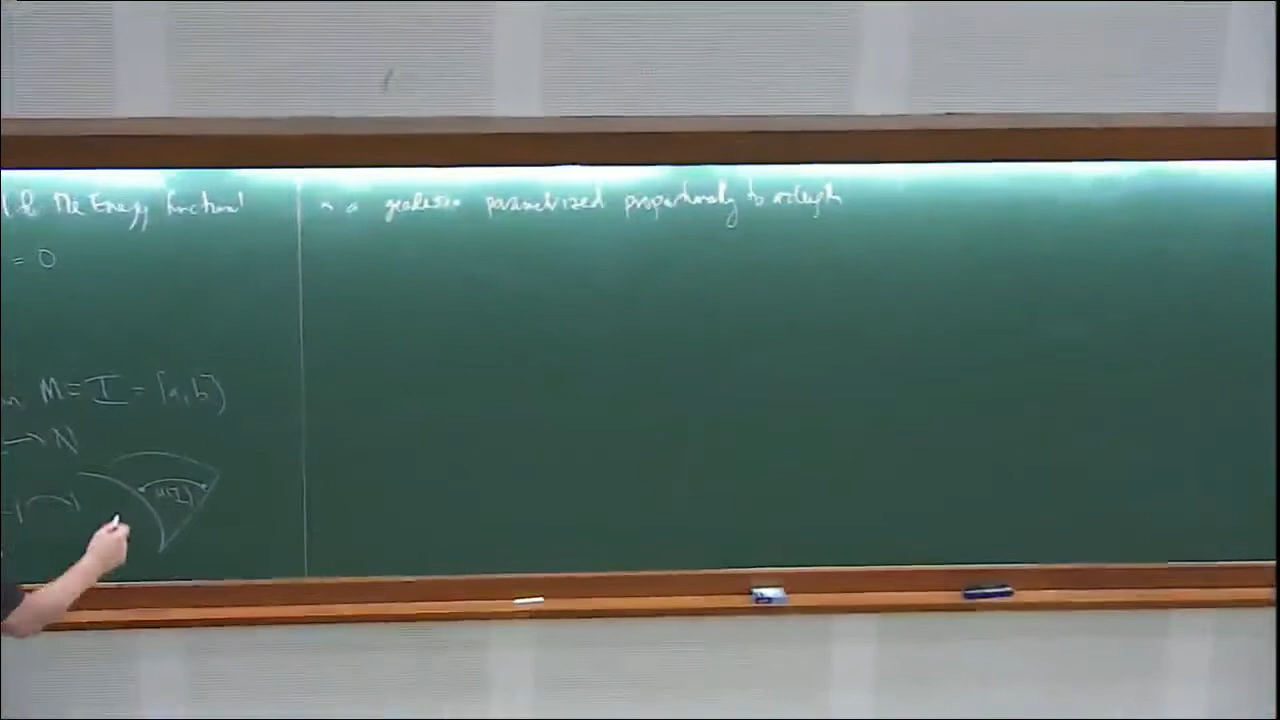 the Energy functional
= 0
M = I = [a, b]
→ N
u(I)
a geodesic parametrized proportionally to arclength